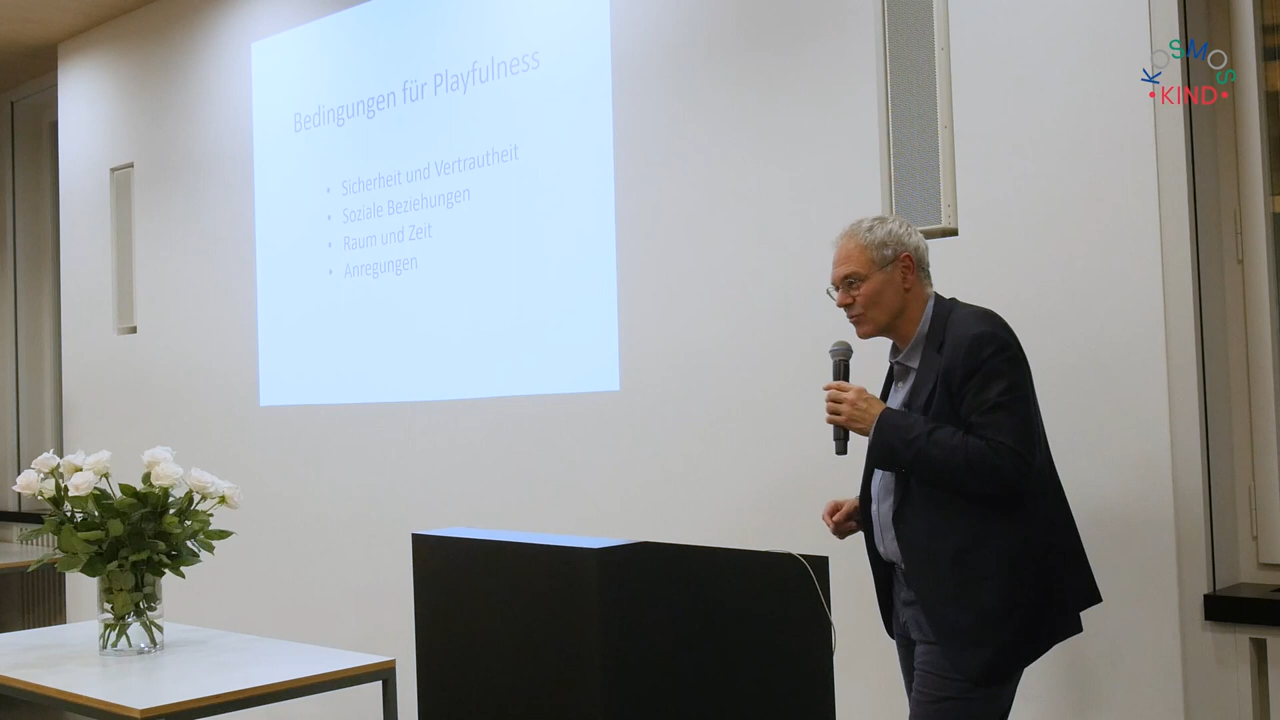 Bedingungen für Playfulness
• Sicherheit und Vertrautheit
• Soziale Beziehungen
• Raum und Zeit
• Anregungen
KOSMOS
•KIND•